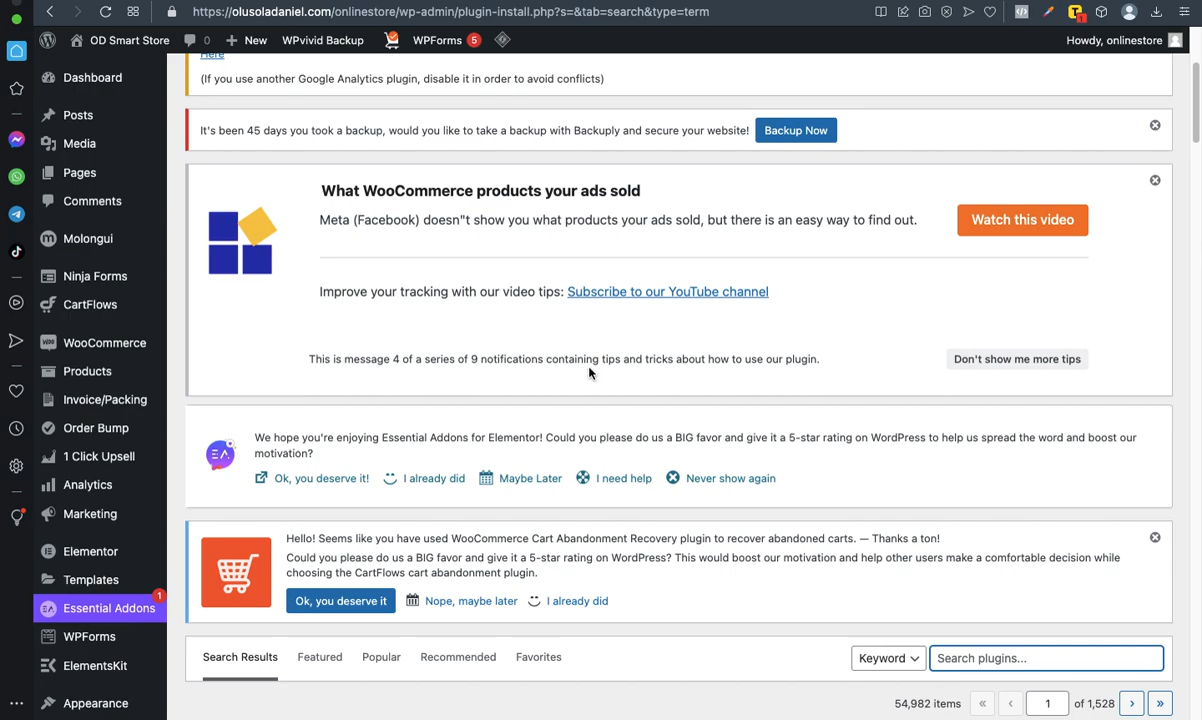 https://olusoladaniel.com/onlinestore/wp-admin/plugin-install.php?s=&tab=search&type=term
1
OD Smart Store
0
New
WPvivid Backup
WPForms
5
Howdy, onlinestore
Dashboard
Posts
Media
Pages
Comments
Molongui
Ninja Forms
CartFlows
WooCommerce
Products
Invoice/Packing
Order Bump
1 Click Upsell
Analytics
Marketing
Elementor
Templates
Essential Addons
1
WPForms
ElementsKit
Appearance
Here
(If you use another Google Analytics plugin, disable it in order to avoid conflicts)
It's been 45 days you took a backup, would you like to take a backup with Backuply and secure your website!
Backup Now
What WooCommerce products your ads sold
Meta (Facebook) doesn"t show you what products your ads sold, but there is an easy way to find out.
Watch this video
Improve your tracking with our video tips: Subscribe to our YouTube channel
This is message 4 of a series of 9 notifications containing tips and tricks about how to use our plugin.
Don't show me more tips
EA
We hope you're enjoying Essential Addons for Elementor! Could you please do us a BIG favor and give it a 5-star rating on WordPress to help us spread the word and boost our
motivation?
Ok, you deserve it!
I already did
Maybe Later
I need help
Never show again
Hello! Seems like you have used WooCommerce Cart Abandonment Recovery plugin to recover abandoned carts. — Thanks a ton!
Could you please do us a BIG favor and give it a 5-star rating on WordPress? This would boost our motivation and help other users make a comfortable decision while
choosing the CartFlows cart abandonment plugin.
Ok, you deserve it
Nope, maybe later
I already did
Search Results
Featured
Popular
Recommended
Favorites
Keyword
Search plugins...
54,982 items
«
‹
1
of 1,528
›
»